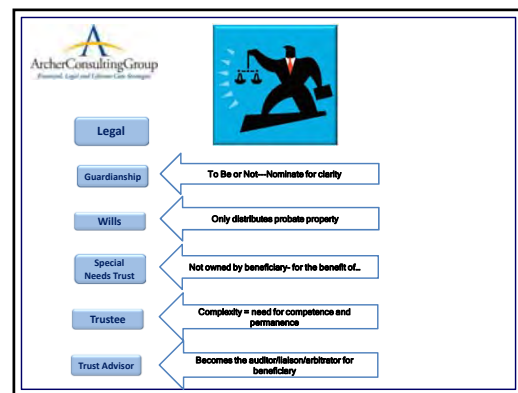 ArcherConsultingGroup
Financial, Legal and Lifetime Care Strategies
Legal
Guardianship
To Be or Not---Nominate for clarity
Wills
Only distributes probate property
Special
Needs Trust
Not owned by beneficiary- for the benefit of…
Trustee
Complexity = need for competence and
permanence
Trust Advisor
Becomes the auditor/liaison/arbitrator for
beneficiary